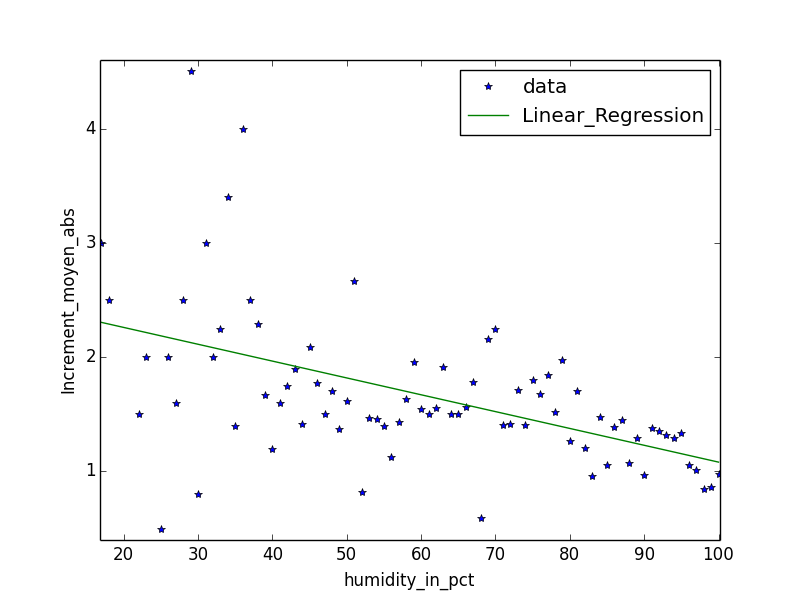 data
Linear_Regression
4
3
2
1
Increment_moyen_abs
20 30 40 50 60 70 80 90 100
humidity_in_pct